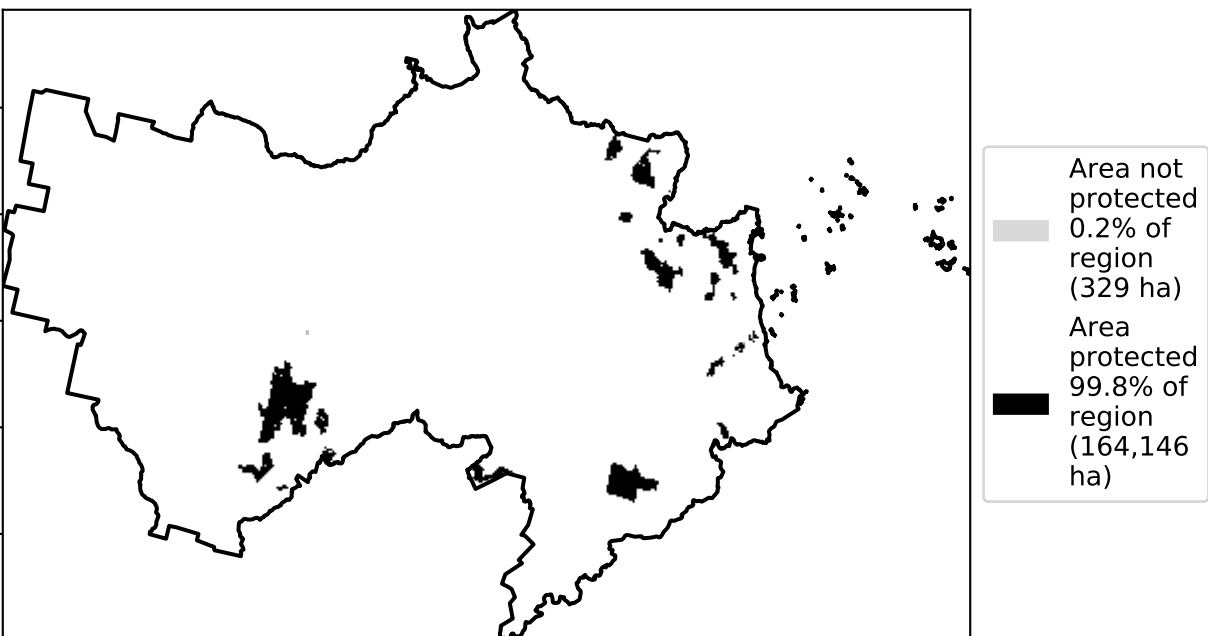 Area not
protected
0.2% of
region
(329 ha)
Area
protected
99.8% of
region
(164,146
ha)